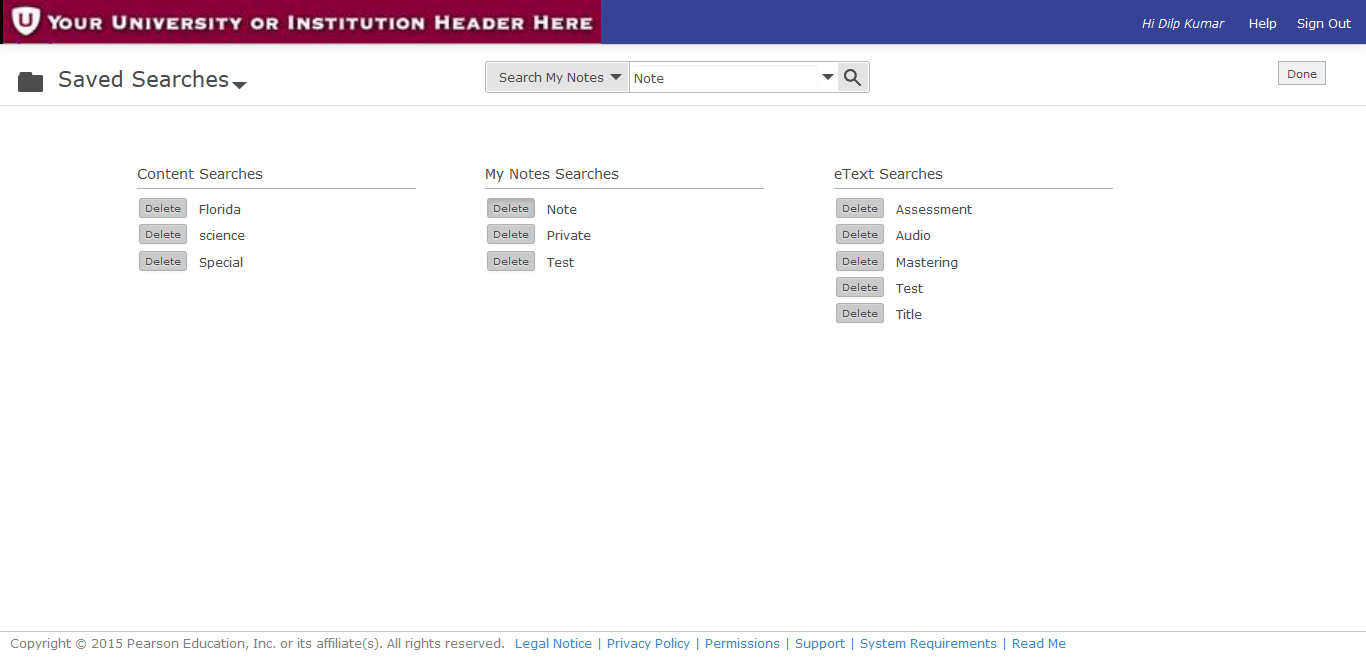 YOUR UNIVERSITY OR INSTITUTION HEADER HERE
Hi Dilp Kumar Help Sign Out
Saved Searches
Search My Notes Note
Done
Content Searches
Delete Florida
Delete science
Delete Special
My Notes Searches
Delete Note
Delete Private
Delete Test
eText Searches
Delete Assessment
Delete Audio
Delete Mastering
Delete Test
Delete Title
Copyright © 2015 Pearson Education, Inc. or its affiliate(s). All rights reserved. Legal Notice | Privacy Policy | Permissions | Support | System Requirements | Read Me